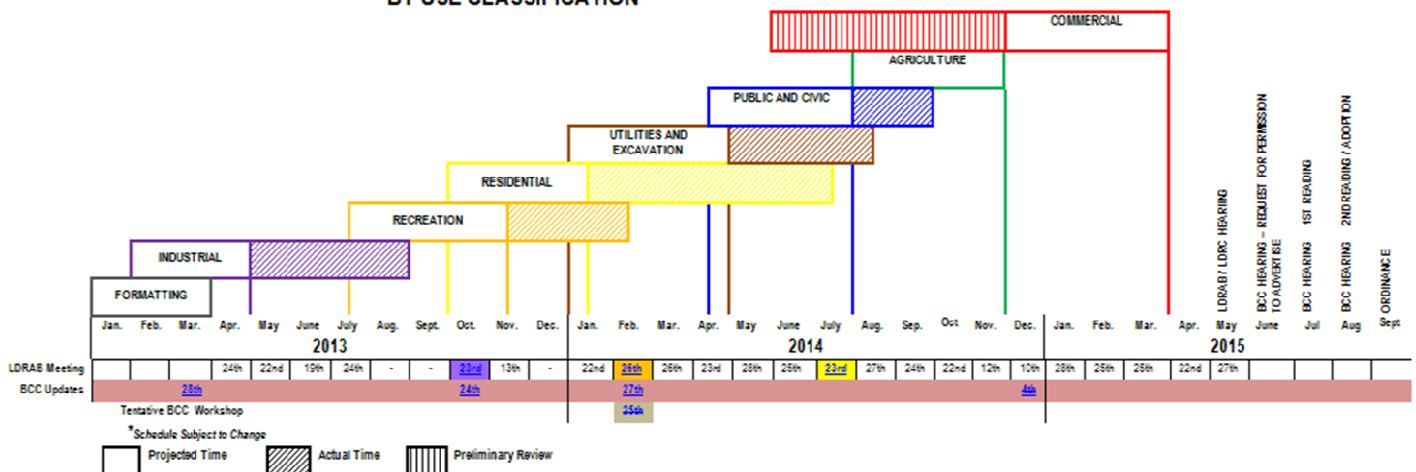 BY USE CLASSIFICATION
COMMERCIAL
AGRICULTURE
PUBLIC AND CIVIC
UTILITIES AND
EXCAVATION
RESIDENTIAL
RECREATION
INDUSTRIAL
FORMATTING
LDRAB / LDRC HEARING
BCC HEARING – REQUEST FOR PERMISSION
TO ADVERTISE
BCC HEARING 1ST READING
BCC HEARING 2ND READING / ADOPTION
ORDINANCE
Jan. Feb. Mar. Apr. May June July Aug. Sept. Oct. Nov. Dec. Jan. Feb. Mar. Apr. May June July Aug. Sep. Oct Nov. Dec. Jan. Feb. Mar. Apr. May June Jul Aug Sept
2013 2014 2015
LDRAB Meeting 24th 22nd 19th 24th - - 23rd 13th - 22nd 26th 26th 23rd 28th 25th 23rd 27th 24th 22nd 12th 10th 28th 25th 25th 22nd 27th
BCC Updates 28th 24th 27th 4th
Tentative BCC Workshop 25th
*Schedule Subject to Change
Projected Time Actual Time Preliminary Review